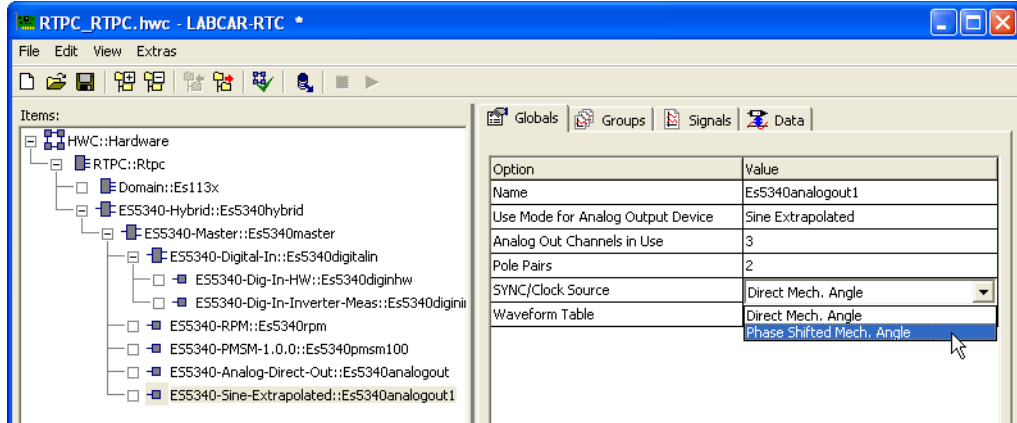 RTPC_RTPC.hwc - LABCAR-RTC *
File Edit View Extras
Items:
HWC::Hardware
RTPC::Rtpc
Domain::Es113x
ES5340-Hybrid::Es5340hybrid
ES5340-Master::Es5340master
ES5340-Digital-In::Es5340digitalin
ES5340-Dig-In-HW::Es5340diginhw
ES5340-Dig-In-Inverter-Meas::Es5340diginii
ES5340-RPM::Es5340rpm
ES5340-PMSM-1.0.0::Es5340pmsm100
ES5340-Analog-Direct-Out::Es5340analogout
ES5340-Sine-Extrapolated::Es5340analogout1
Globals Groups Signals Data
Option Value
Name Es5340analogout1
Use Mode for Analog Output Device Sine Extrapolated
Analog Out Channels in Use 3
Pole Pairs 2
SYNC/Clock Source Direct Mech. Angle
Waveform Table Direct Mech. Angle
Phase Shifted Mech. Angle